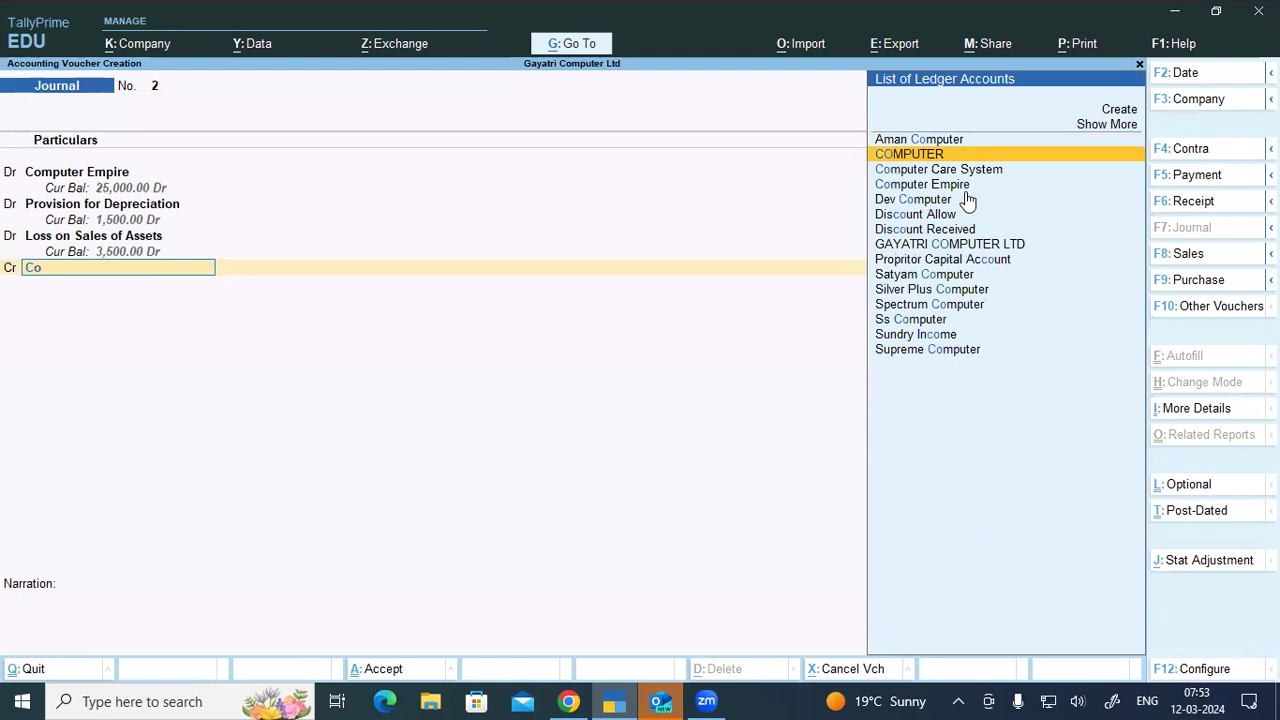 TallyPrime
MANAGE
EDU
K: Company
Y: Data
Z: Exchange
G: Go To
O: Import
E: Export
M: Share
P: Print
F1: Help
Accounting Voucher Creation
Gayatri Computer Ltd
Journal No. 2
Particulars
Dr Computer Empire
Cur Bal: 25,000.00 Dr
Dr Provision for Depreciation
Cur Bal: 1,500.00 Dr
Dr Loss on Sales of Assets
Cur Bal: 3,500.00 Dr
Cr Co
Narration:
List of Ledger Accounts
Create
Show More
Aman Computer
COMPUTER
Computer Care System
Computer Empire
Dev Computer
Discount Allow
Discount Received
GAYATRI COMPUTER LTD
Propritor Capital Account
Satyam Computer
Silver Plus Computer
Spectrum Computer
Ss Computer
Sundry Income
Supreme Computer
F2: Date
F3: Company
F4: Contra
F5: Payment
F6: Receipt
F7: Journal
F8: Sales
F9: Purchase
F10: Other Vouchers
F: Autofill
H: Change Mode
I: More Details
O: Related Reports
L: Optional
T: Post-Dated
J: Stat Adjustment
Q: Quit
A: Accept
D: Delete
X: Cancel Vch
F12: Configure
Type here to search
19°C Sunny
ENG
07:53
12-03-2024